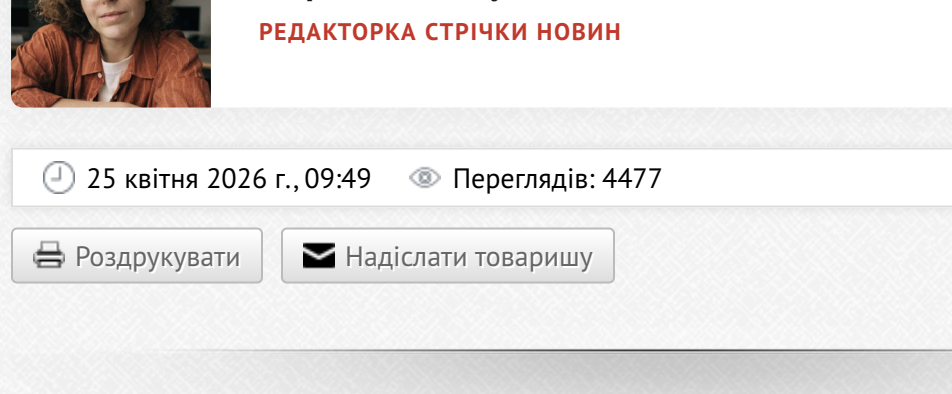 РЕДАКТОРКА СТРІЧКИ НОВИН
25 квітня 2026 г., 09:49 Переглядів: 4477
Роздрукувати Надіслати товаришу